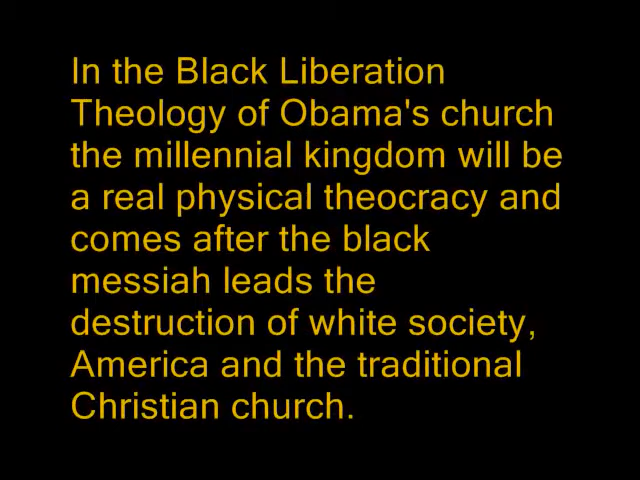 In the Black Liberation
Theology of Obama's church
the millennial kingdom will be
a real physical theocracy and
comes after the black
messiah leads the
destruction of white society,
America and the traditional
Christian church.